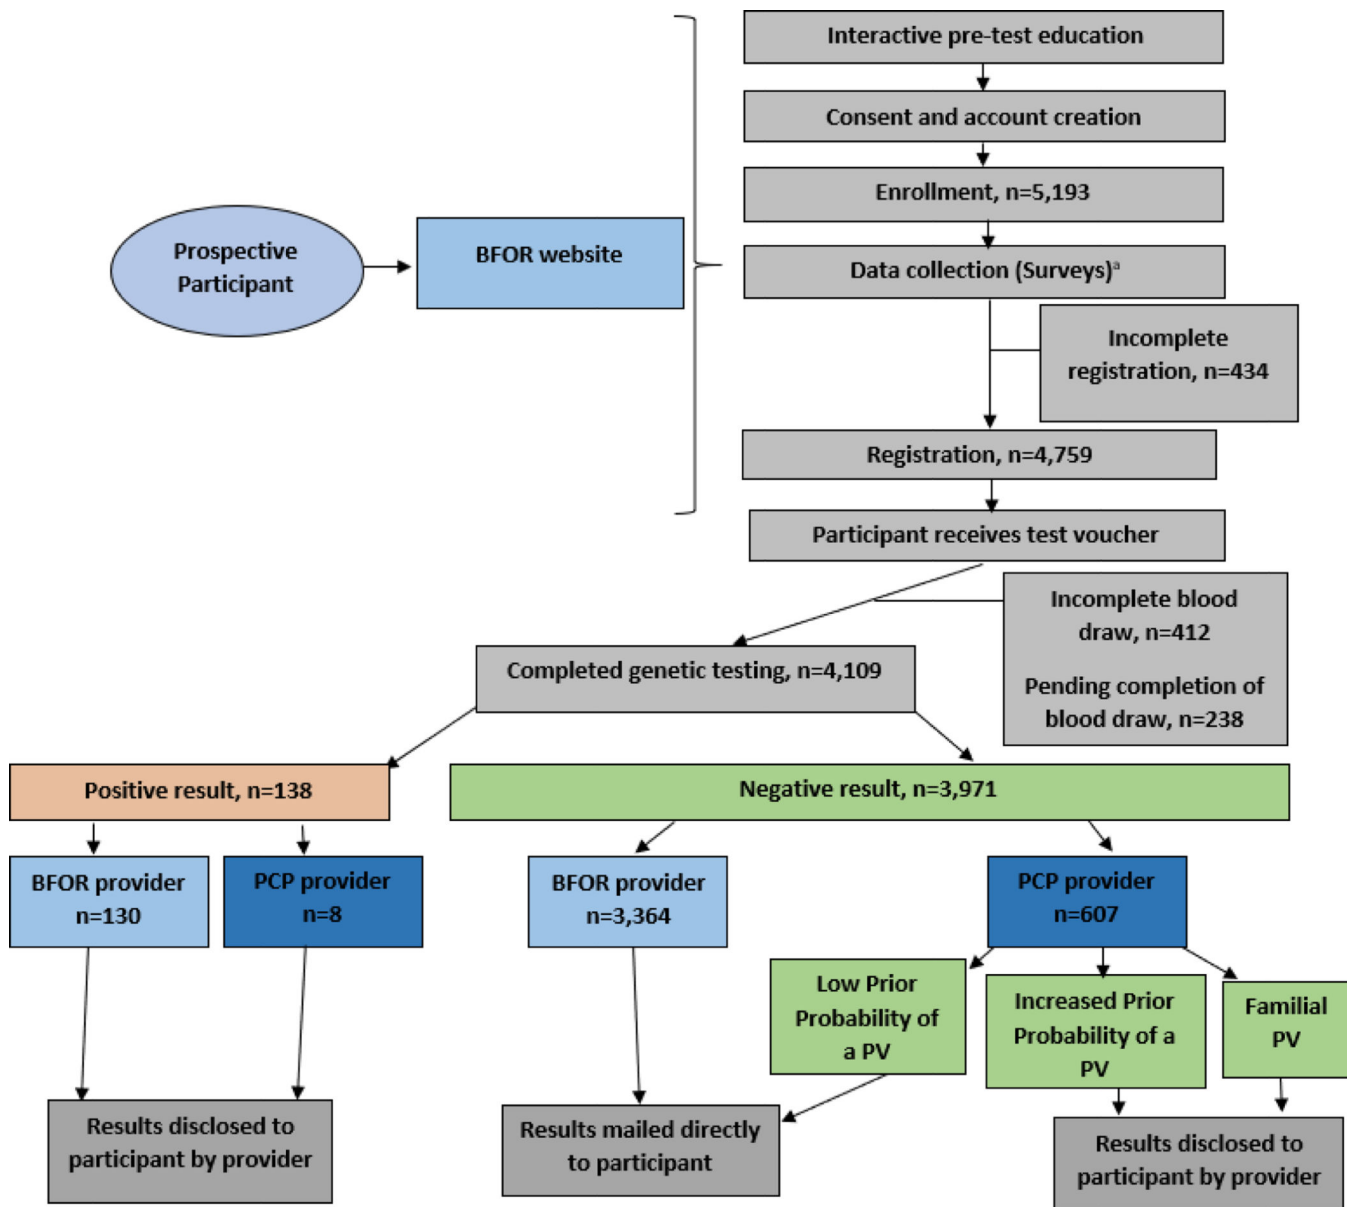 Interactive pre-test education
Consent and account creation
Enrollment, n=5,193
Prospective
Participant
BFOR website
Data collection (Surveys)ᵃ
Incomplete
registration, n=434
Registration, n=4,759
Participant receives test voucher
Incomplete blood
draw, n=412
Pending completion of
blood draw, n=238
Completed genetic testing, n=4,109
Positive result, n=138
Negative result, n=3,971
BFOR provider
n=130
PCP provider
n=8
BFOR provider
n=3,364
PCP provider
n=607
Low Prior
Probability of
a PV
Increased Prior
Probability of a
PV
Familial
PV
Results disclosed to
participant by provider
Results mailed directly
to participant
Results disclosed to
participant by provider